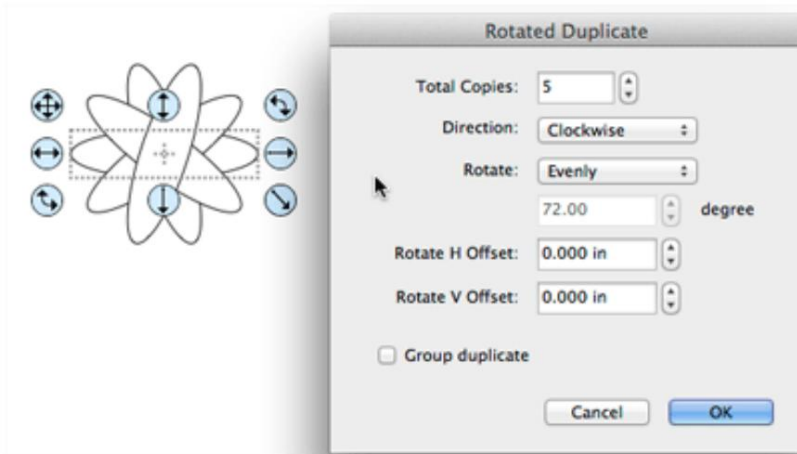 Rotated Duplicate
Total Copies: 5
Direction: Clockwise
Rotate: Evenly
72.00 degree
Rotate H Offset: 0.000 in
Rotate V Offset: 0.000 in
Group duplicate
Cancel OK